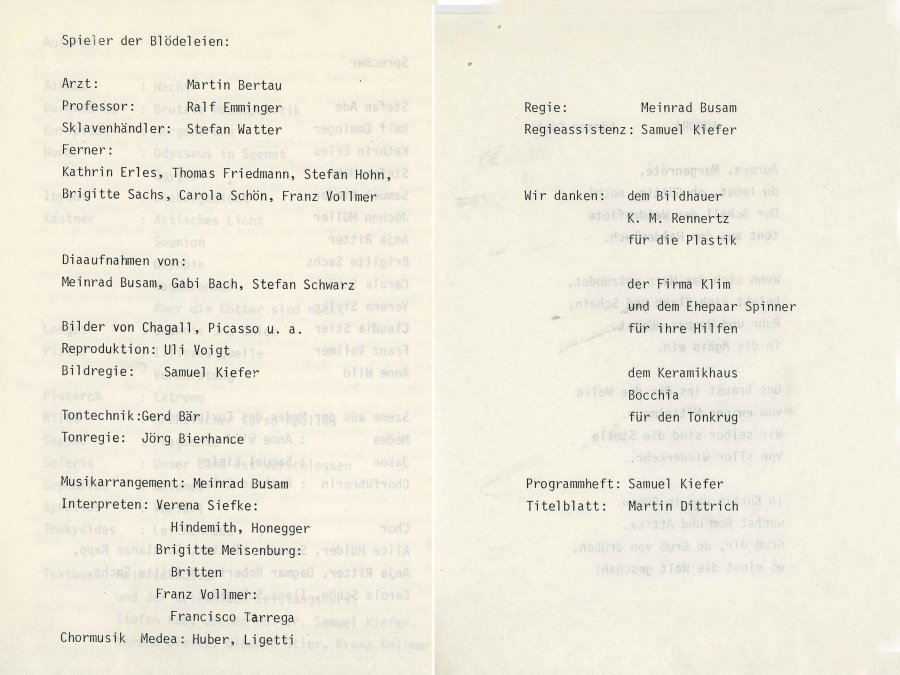 Spieler der Blödeleien:
Arzt: Martin Bertau
Professor: Ralf Emminger
Sklavenhändler: Stefan Watter
Ferner:
Kathrin Erles, Thomas Friedmann, Stefan Hohn,
Brigitte Sachs, Carola Schön, Franz Vollmer
Diaaufnahmen von:
Meinrad Busam, Gabi Bach, Stefan Schwarz
Bilder von Chagall, Picasso u. a.
Reproduktion: Uli Voigt
Bildregie: Samuel Kiefer
Tontechnik:Gerd Bär
Tonregie: Jörg Bierhance
Musikarrangement: Meinrad Busam
Interpreten: Verena Siefke:
Hindemith, Honegger
Brigitte Meisenburg:
Britten
Franz Vollmer:
Francisco Tarrega
Chormusik Medea: Huber, Ligetti
Regie: Meinrad Busam
Regieassistenz: Samuel Kiefer
Wir danken: dem Bildhauer
K. M. Rennertz
für die Plastik
der Firma Klim
und dem Ehepaar Spinner
für ihre Hilfen
dem Keramikhaus
Bocchia
für den Tonkrug
Programmheft: Samuel Kiefer
Titelblatt: Martin Dittrich